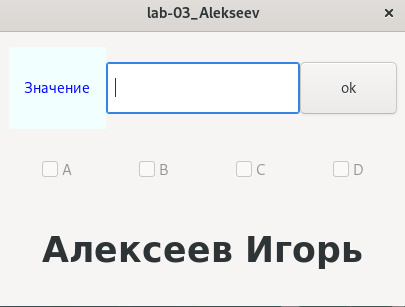 lab-03_Alekseev
Значение ok
A B C D
Алексеев Игорь